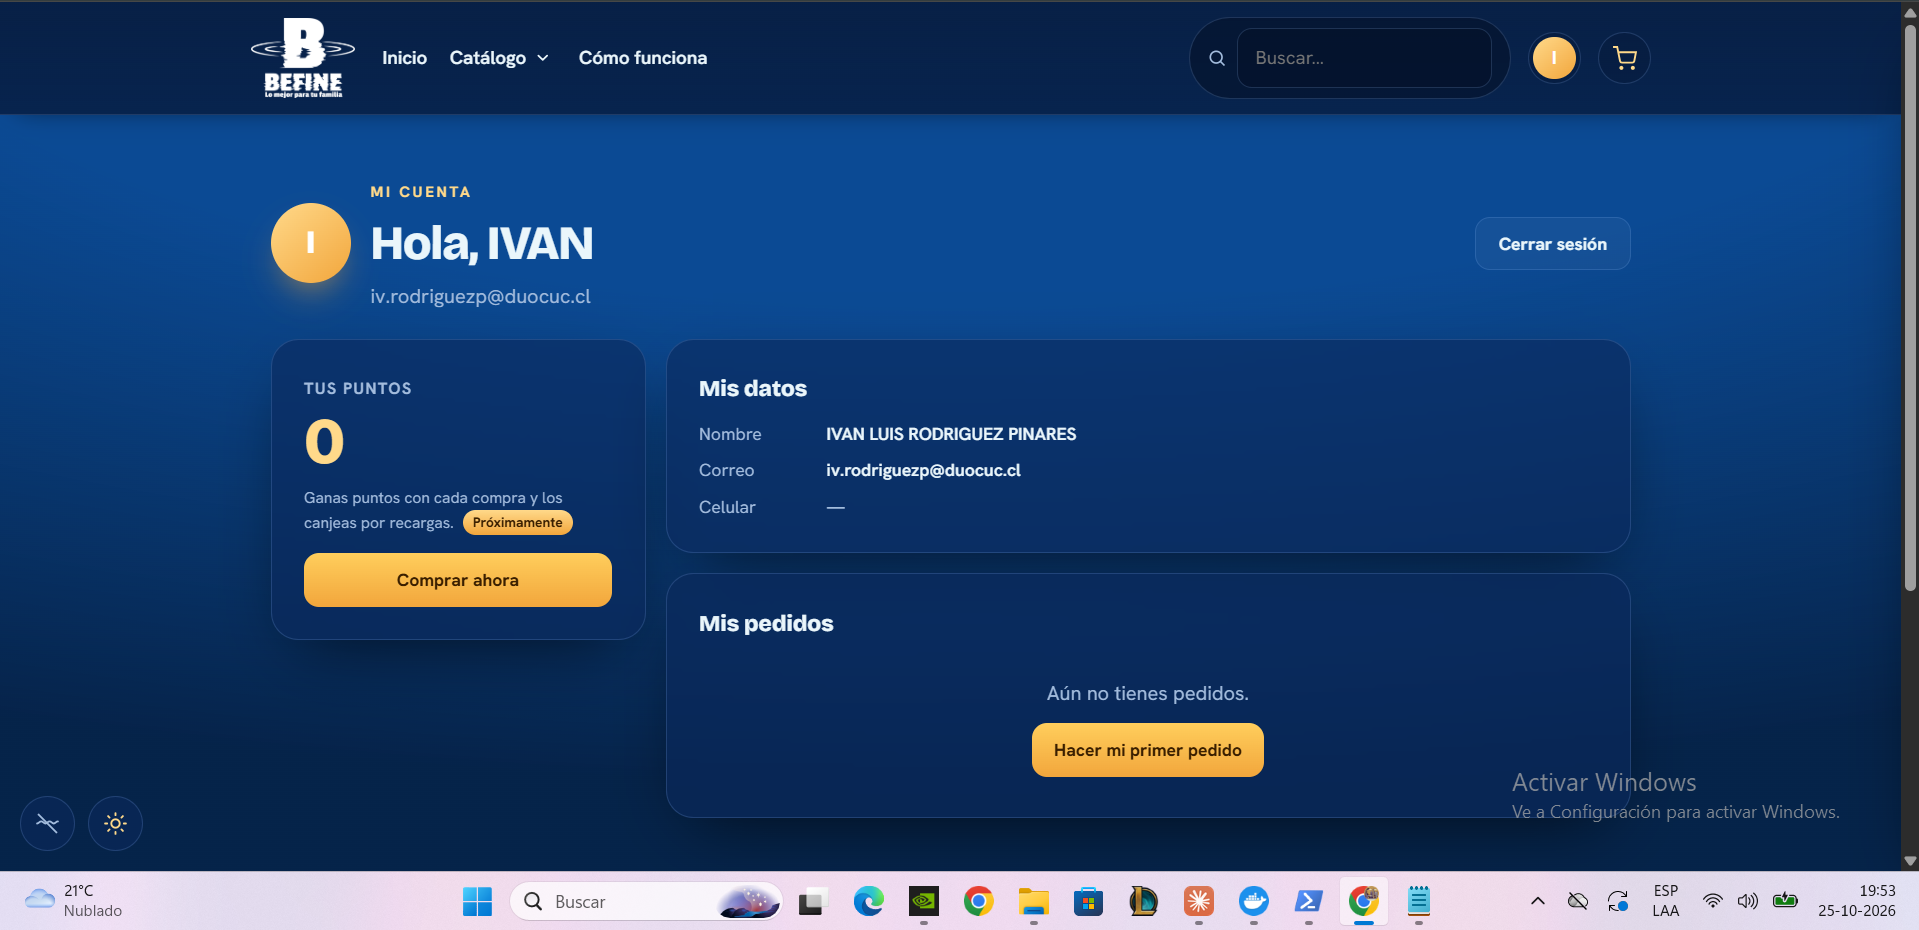 B
BEFINE
Lo mejor para tu familia
Inicio
Catálogo
Cómo funciona
Buscar...
I
MI CUENTA
I
Hola, IVAN
iv.rodriguezp@duocuc.cl
Cerrar sesión
TUS PUNTOS
0
Ganas puntos con cada compra y los
canjeas por recargas. Próximamente
Comprar ahora
Mis datos
Nombre IVAN LUIS RODRIGUEZ PINARES
Correo iv.rodriguezp@duocuc.cl
Celular —
Mis pedidos
Aún no tienes pedidos.
Hacer mi primer pedido
Activar Windows
Ve a Configuración para activar Windows.
21°C
Nublado
Buscar
ESP
LAA
19:53
25-10-2026